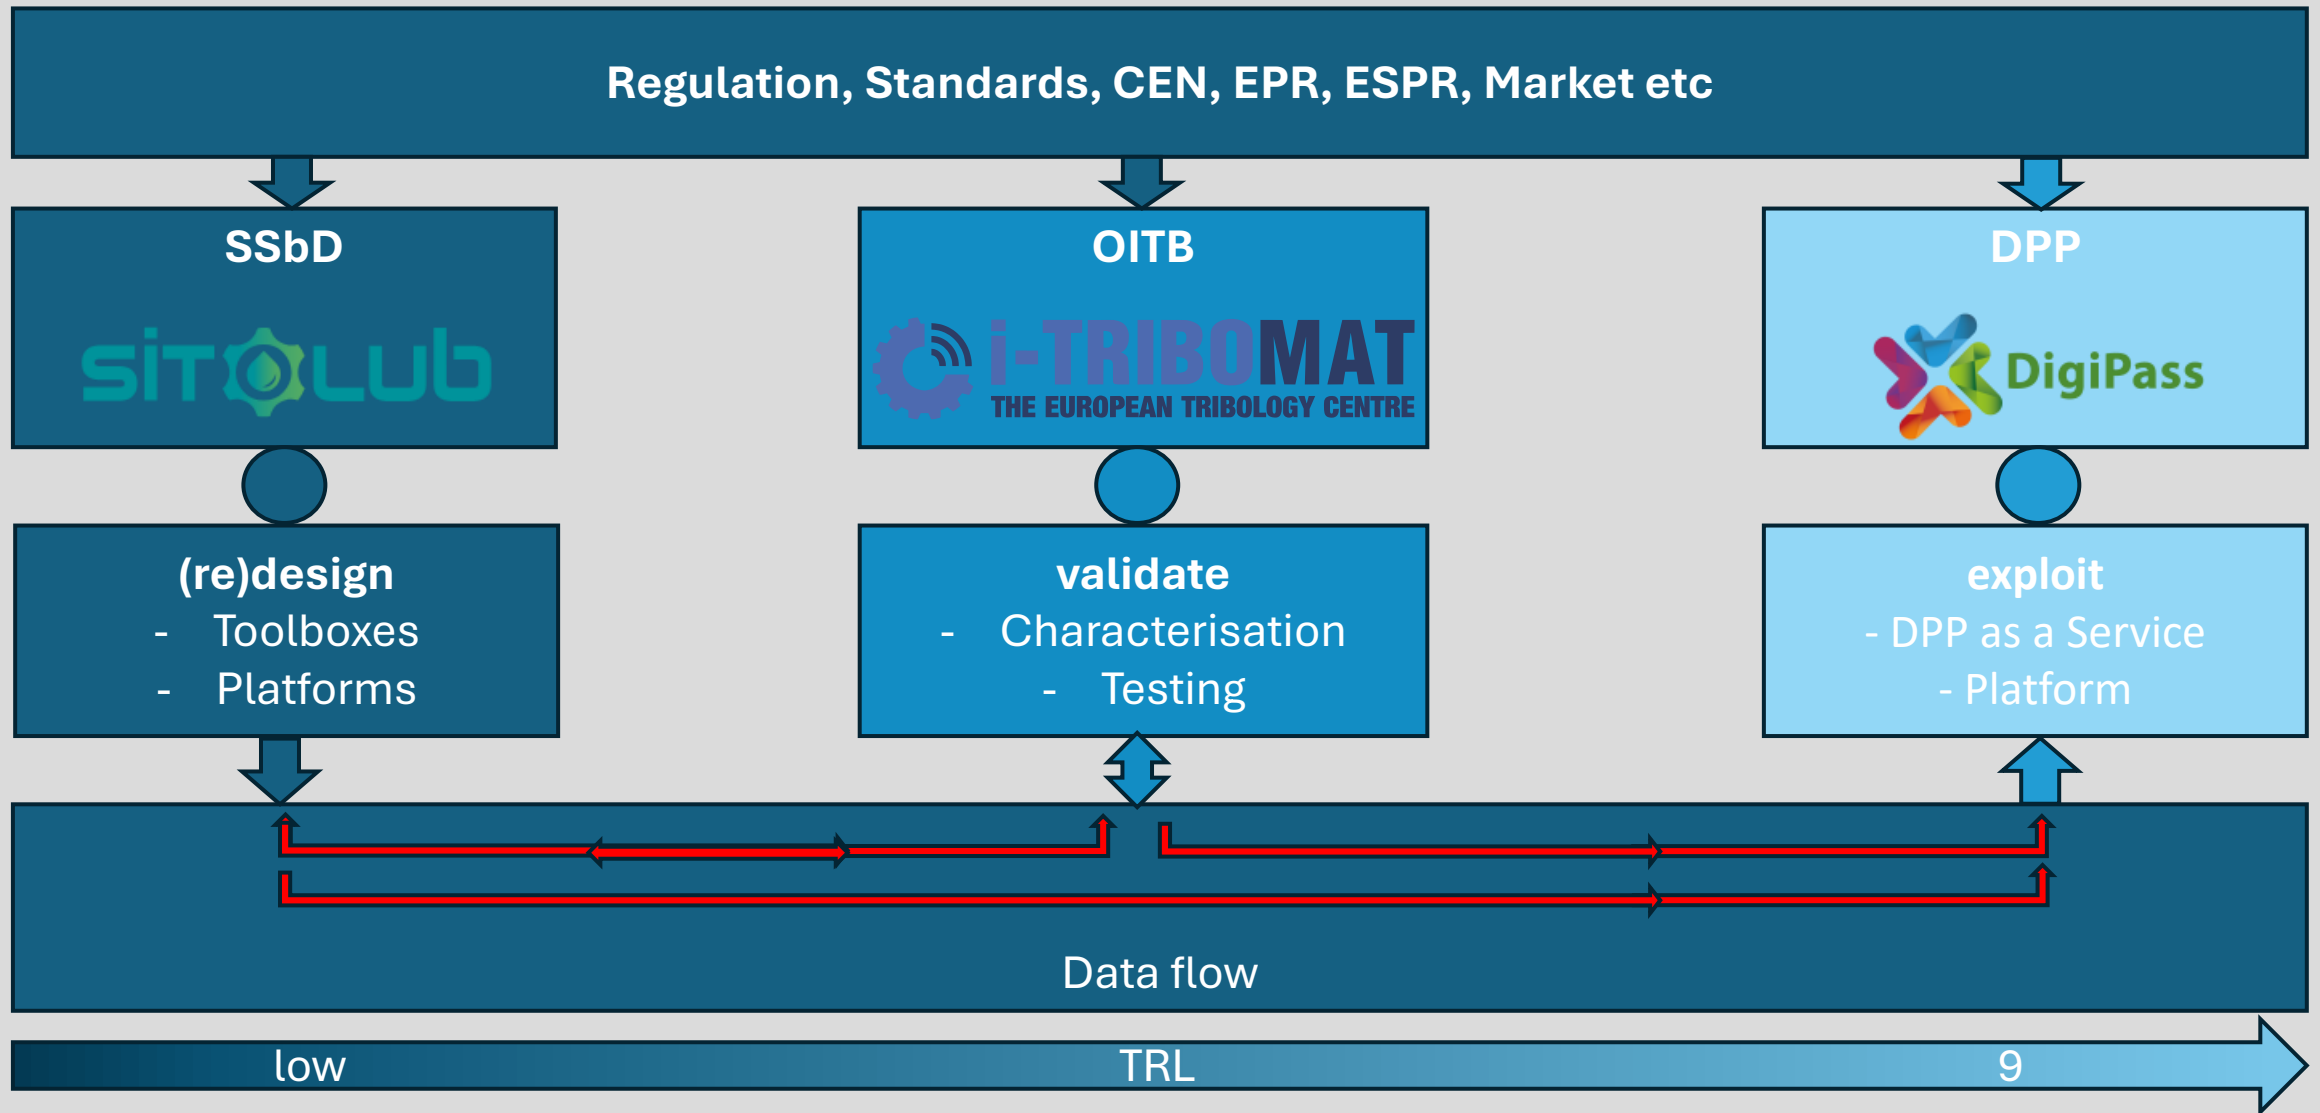 Regulation, Standards, CEN, EPR, ESPR, Market etc
SSbD
SiTOLUb
(re)design
- Toolboxes
- Platforms
OITB
i-TRIBOMAT
THE EUROPEAN TRIBOLOGY CENTRE
validate
- Characterisation
- Testing
DPP
DigiPass
exploit
- DPP as a Service
- Platform
Data flow
low
TRL
9